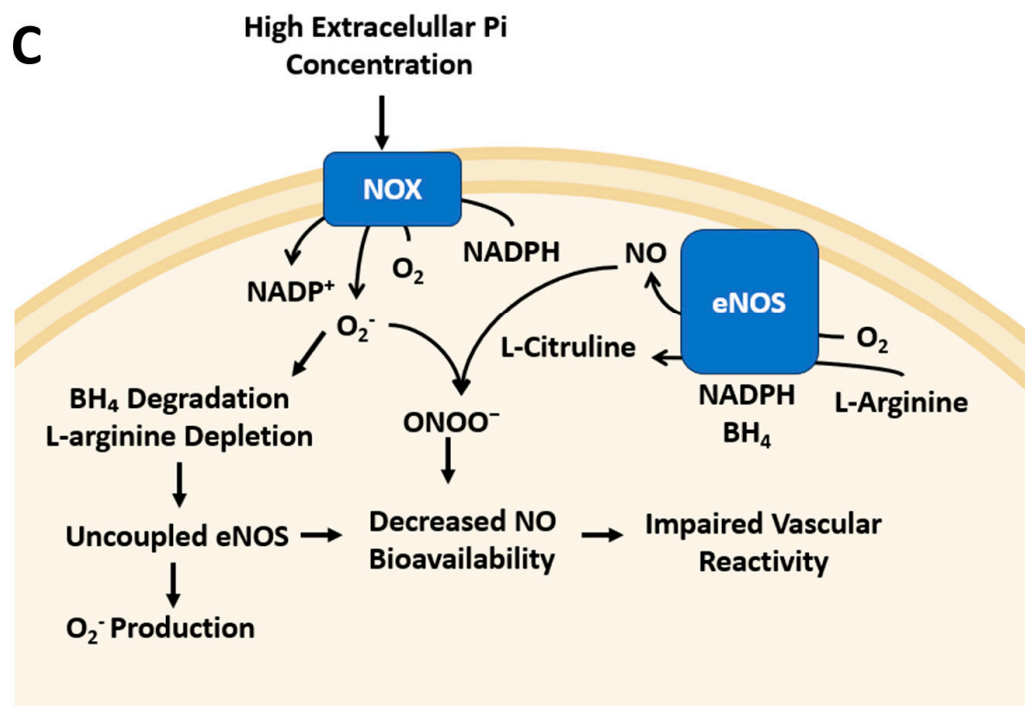 C
High Extracelullar Pi
Concentration
NOX
NADPH
O₂
NADP⁺
O₂⁻
NO
eNOS
O₂
L-Citruline
NADPH
BH₄
L-Arginine
BH₄ Degradation
L-arginine Depletion
ONOO⁻
Uncoupled eNOS
Decreased NO
Bioavailability
Impaired Vascular
Reactivity
O₂⁻ Production